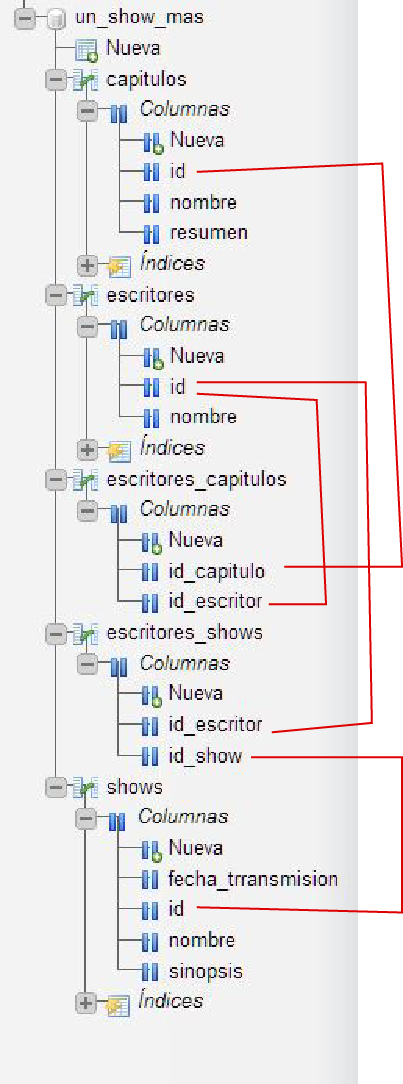 un_show_mas
Nueva
capitulos
Columnas
Nueva
id
nombre
resumen
Índices
escritores
Columnas
Nueva
id
nombre
Índices
escritores_capitulos
Columnas
Nueva
id_capitulo
id_escritor
escritores_shows
Columnas
Nueva
id_escritor
id_show
shows
Columnas
Nueva
fecha_trransmision
id
nombre
sinopsis
Índices